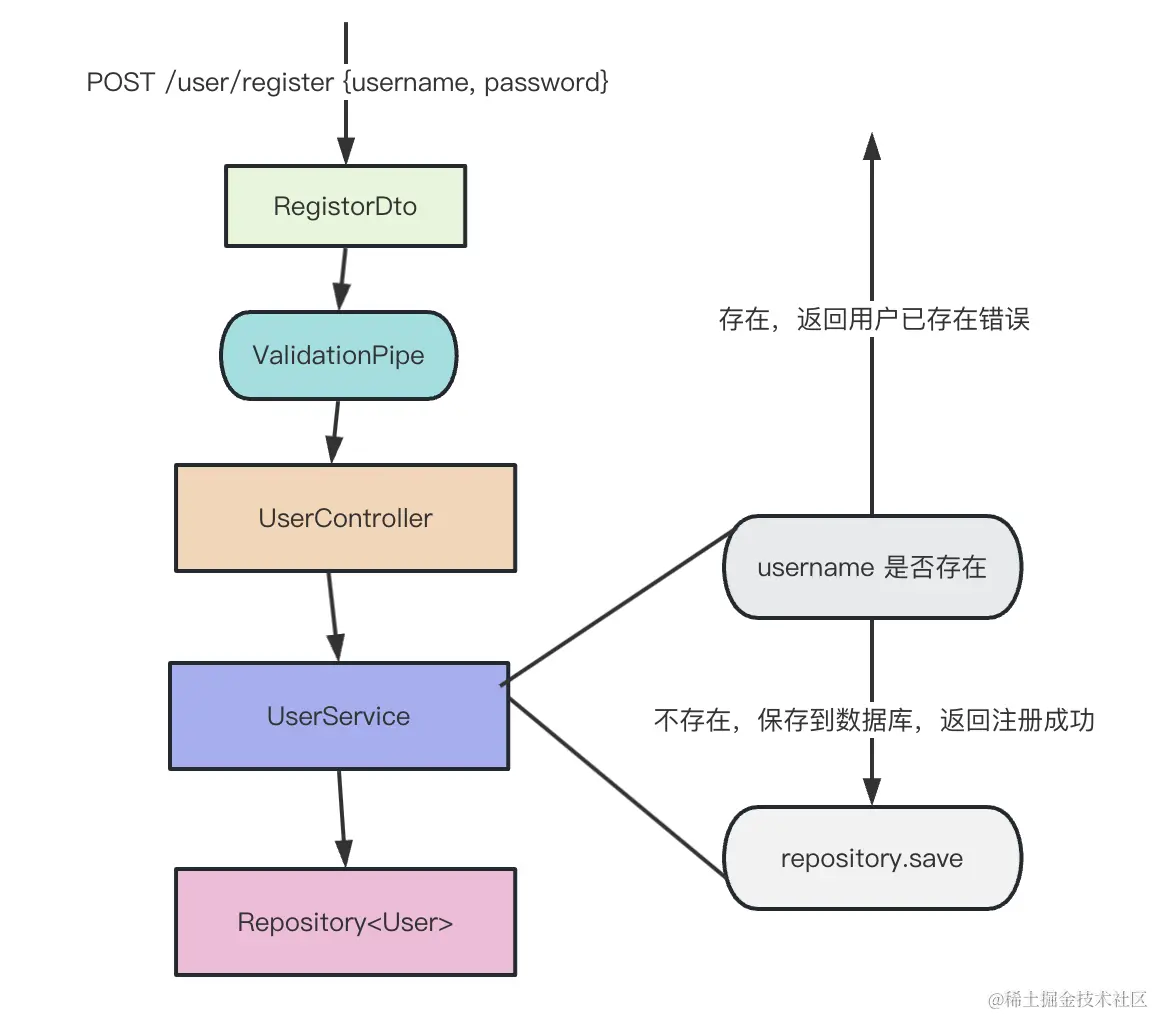 POST /user/register {username, password}
RegistorDto
ValidationPipe
UserController
UserService
Repository<User>
存在，返回用户已存在错误
username 是否存在
不存在，保存到数据库，返回注册成功
repository.save
@稀土掘金技术社区